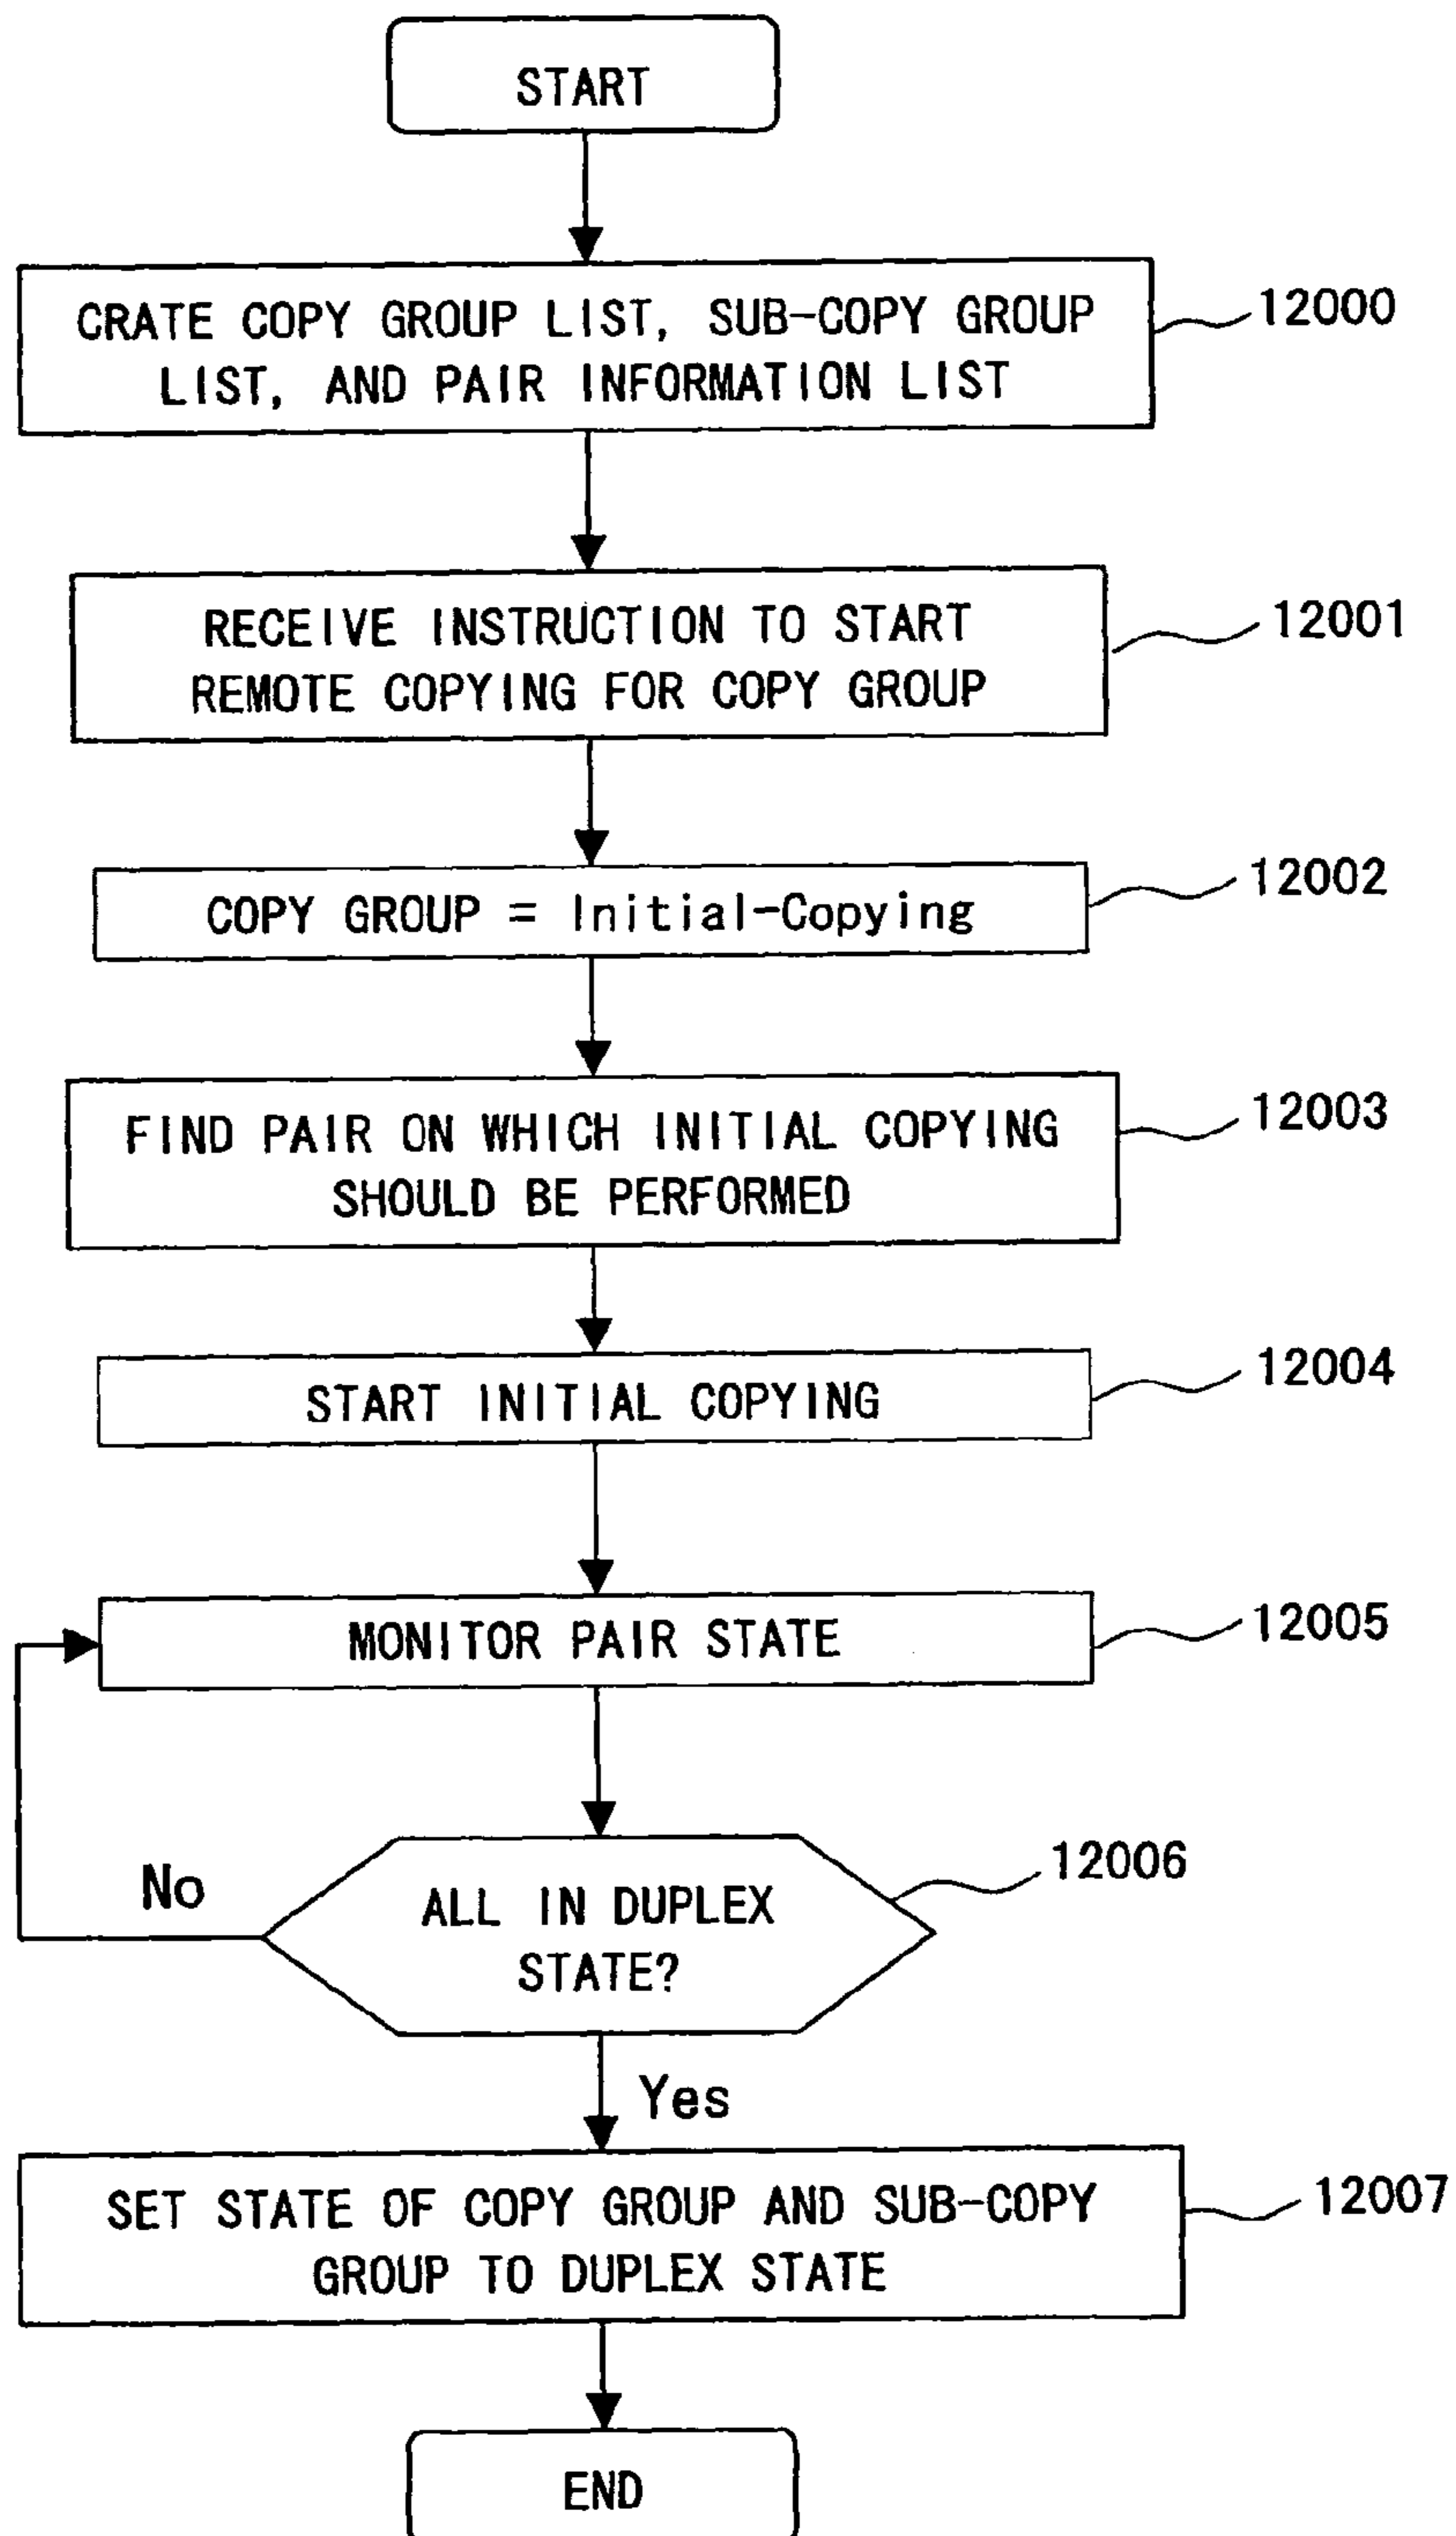 START
CRATE COPY GROUP LIST, SUB-COPY GROUP
LIST, AND PAIR INFORMATION LIST
12000
RECEIVE INSTRUCTION TO START
REMOTE COPYING FOR COPY GROUP
12001
COPY GROUP = Initial-Copying
12002
FIND PAIR ON WHICH INITIAL COPYING
SHOULD BE PERFORMED
12003
START INITIAL COPYING
12004
MONITOR PAIR STATE
12005
No
ALL IN DUPLEX
STATE?
12006
Yes
SET STATE OF COPY GROUP AND SUB-COPY
GROUP TO DUPLEX STATE
12007
END